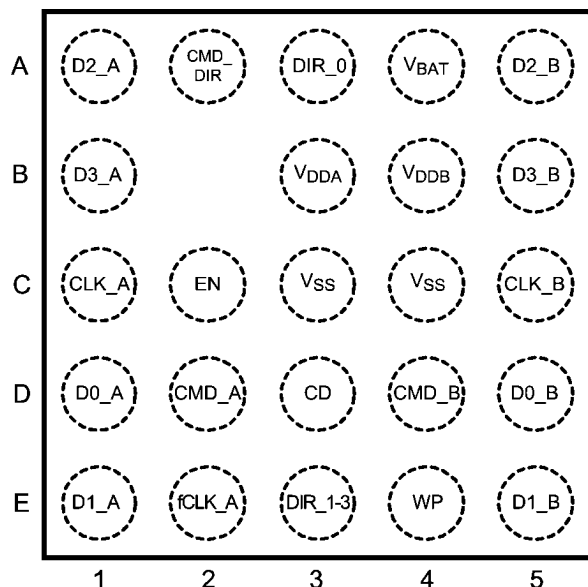 A D2_A CMD_ DIR_0 VBAT D2_B
DIR
B D3_A VDDA VDDB D3_B
C CLK_A EN VSS VSS CLK_B
D D0_A CMD_A CD CMD_B D0_B
E D1_A fCLK_A DIR_1-3 WP D1_B
1 2 3 4 5